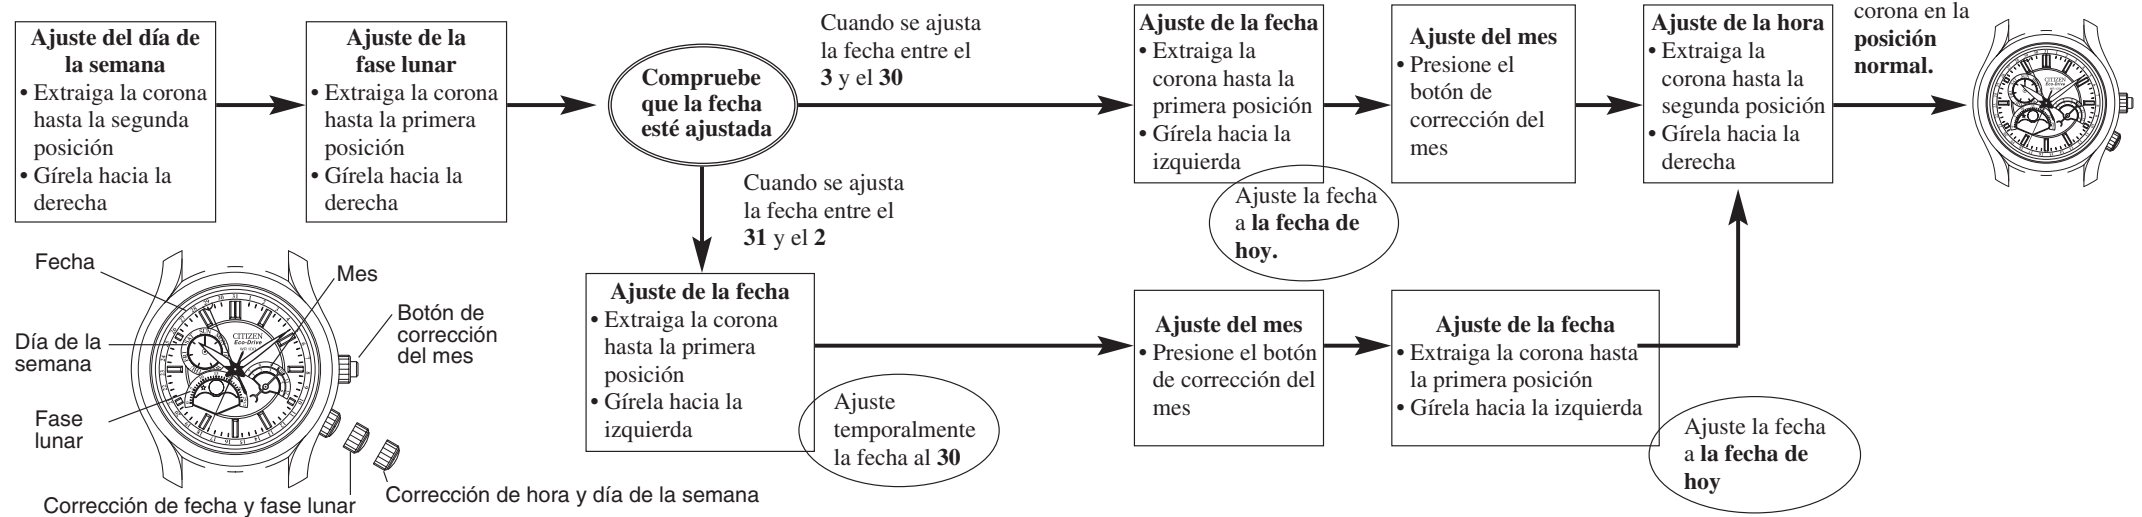 Ajuste del día de
la semana
• Extraiga la corona
hasta la segunda
posición
• Gírela hacia la
derecha
Ajuste de la
fase lunar
• Extraiga la corona
hasta la primera
posición
• Gírela hacia la
derecha
Compruebe
que la fecha
esté ajustada
Cuando se ajusta
la fecha entre el
3 y el 30
Ajuste de la fecha
• Extraiga la
corona hasta la
primera posición
• Gírela hacia la
izquierda
Ajuste la fecha
a la fecha de
hoy.
Ajuste del mes
• Presione el
botón de
corrección del
mes
Ajuste de la hora
• Extraiga la
corona hasta la
segunda posición
• Gírela hacia la
derecha
corona en la
posición
normal.
Cuando se ajusta
la fecha entre el
31 y el 2
Ajuste de la fecha
• Extraiga la corona
hasta la primera
posición
• Gírela hacia la
izquierda
Ajuste
temporalmente
la fecha al 30
Ajuste del mes
• Presione el botón
de corrección del
mes
Ajuste de la fecha
• Extraiga la corona hasta
la primera posición
• Gírela hacia la izquierda
Ajuste la fecha
a la fecha de
hoy
Fecha
Mes
Día de la
semana
Botón de
corrección
del mes
Fase
lunar
CITIZEN
Eco-Drive
Corrección de fecha y fase lunar
Corrección de hora y día de la semana